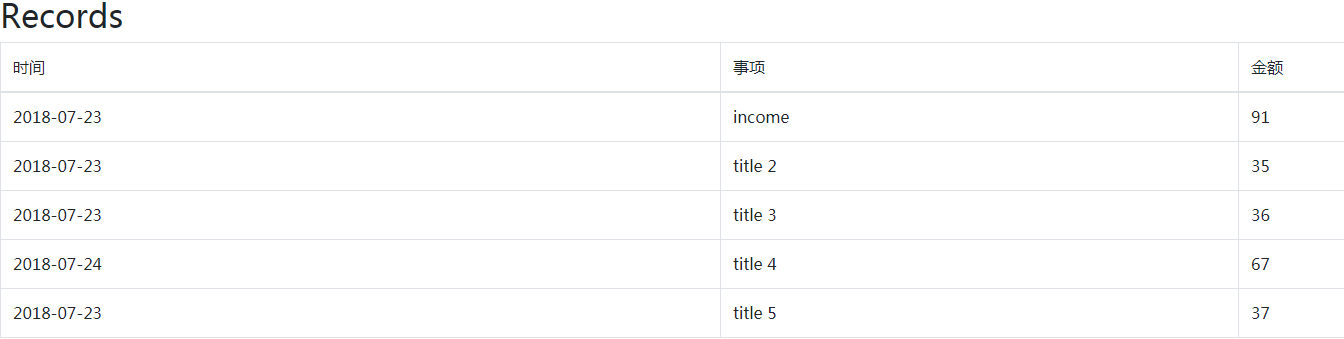 Records
时间 事项 金额
2018-07-23 income 91
2018-07-23 title 2 35
2018-07-23 title 3 36
2018-07-24 title 4 67
2018-07-23 title 5 37